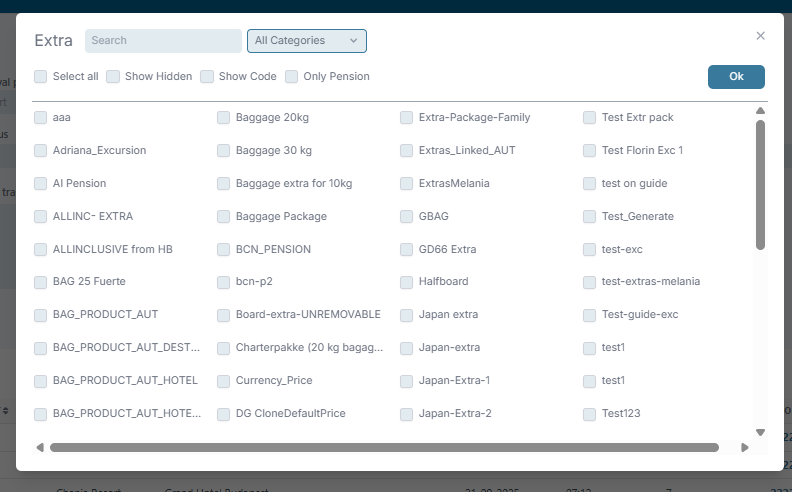 Extra Search All Categories
Select all Show Hidden Show Code Only Pension Ok
aaa Baggage 20kg Extra-Package-Family Test Extr pack
Adriana_Excursion Baggage 30 kg Extras_Linked_AUT Test Florin Exc 1
AI Pension Baggage extra for 10kg ExtrasMelania test on guide
ALLINC- EXTRA Baggage Package GBAG Test_Generate
ALLINCLUSIVE from HB BCN_PENSION GD66 Extra test-exc
BAG 25 Fuerte bcn-p2 Halfboard test-extras-melania
BAG_PRODUCT_AUT Board-extra-UNREMOVABLE Japan extra Test-guide-exc
BAG_PRODUCT_AUT_DEST... Charterpakke (20 kg bagag... Japan-extra test1
BAG_PRODUCT_AUT_HOTEL Currency_Price Japan-Extra-1 test1
BAG_PRODUCT_AUT_HOTE... DG CloneDefaultPrice Japan-Extra-2 Test123